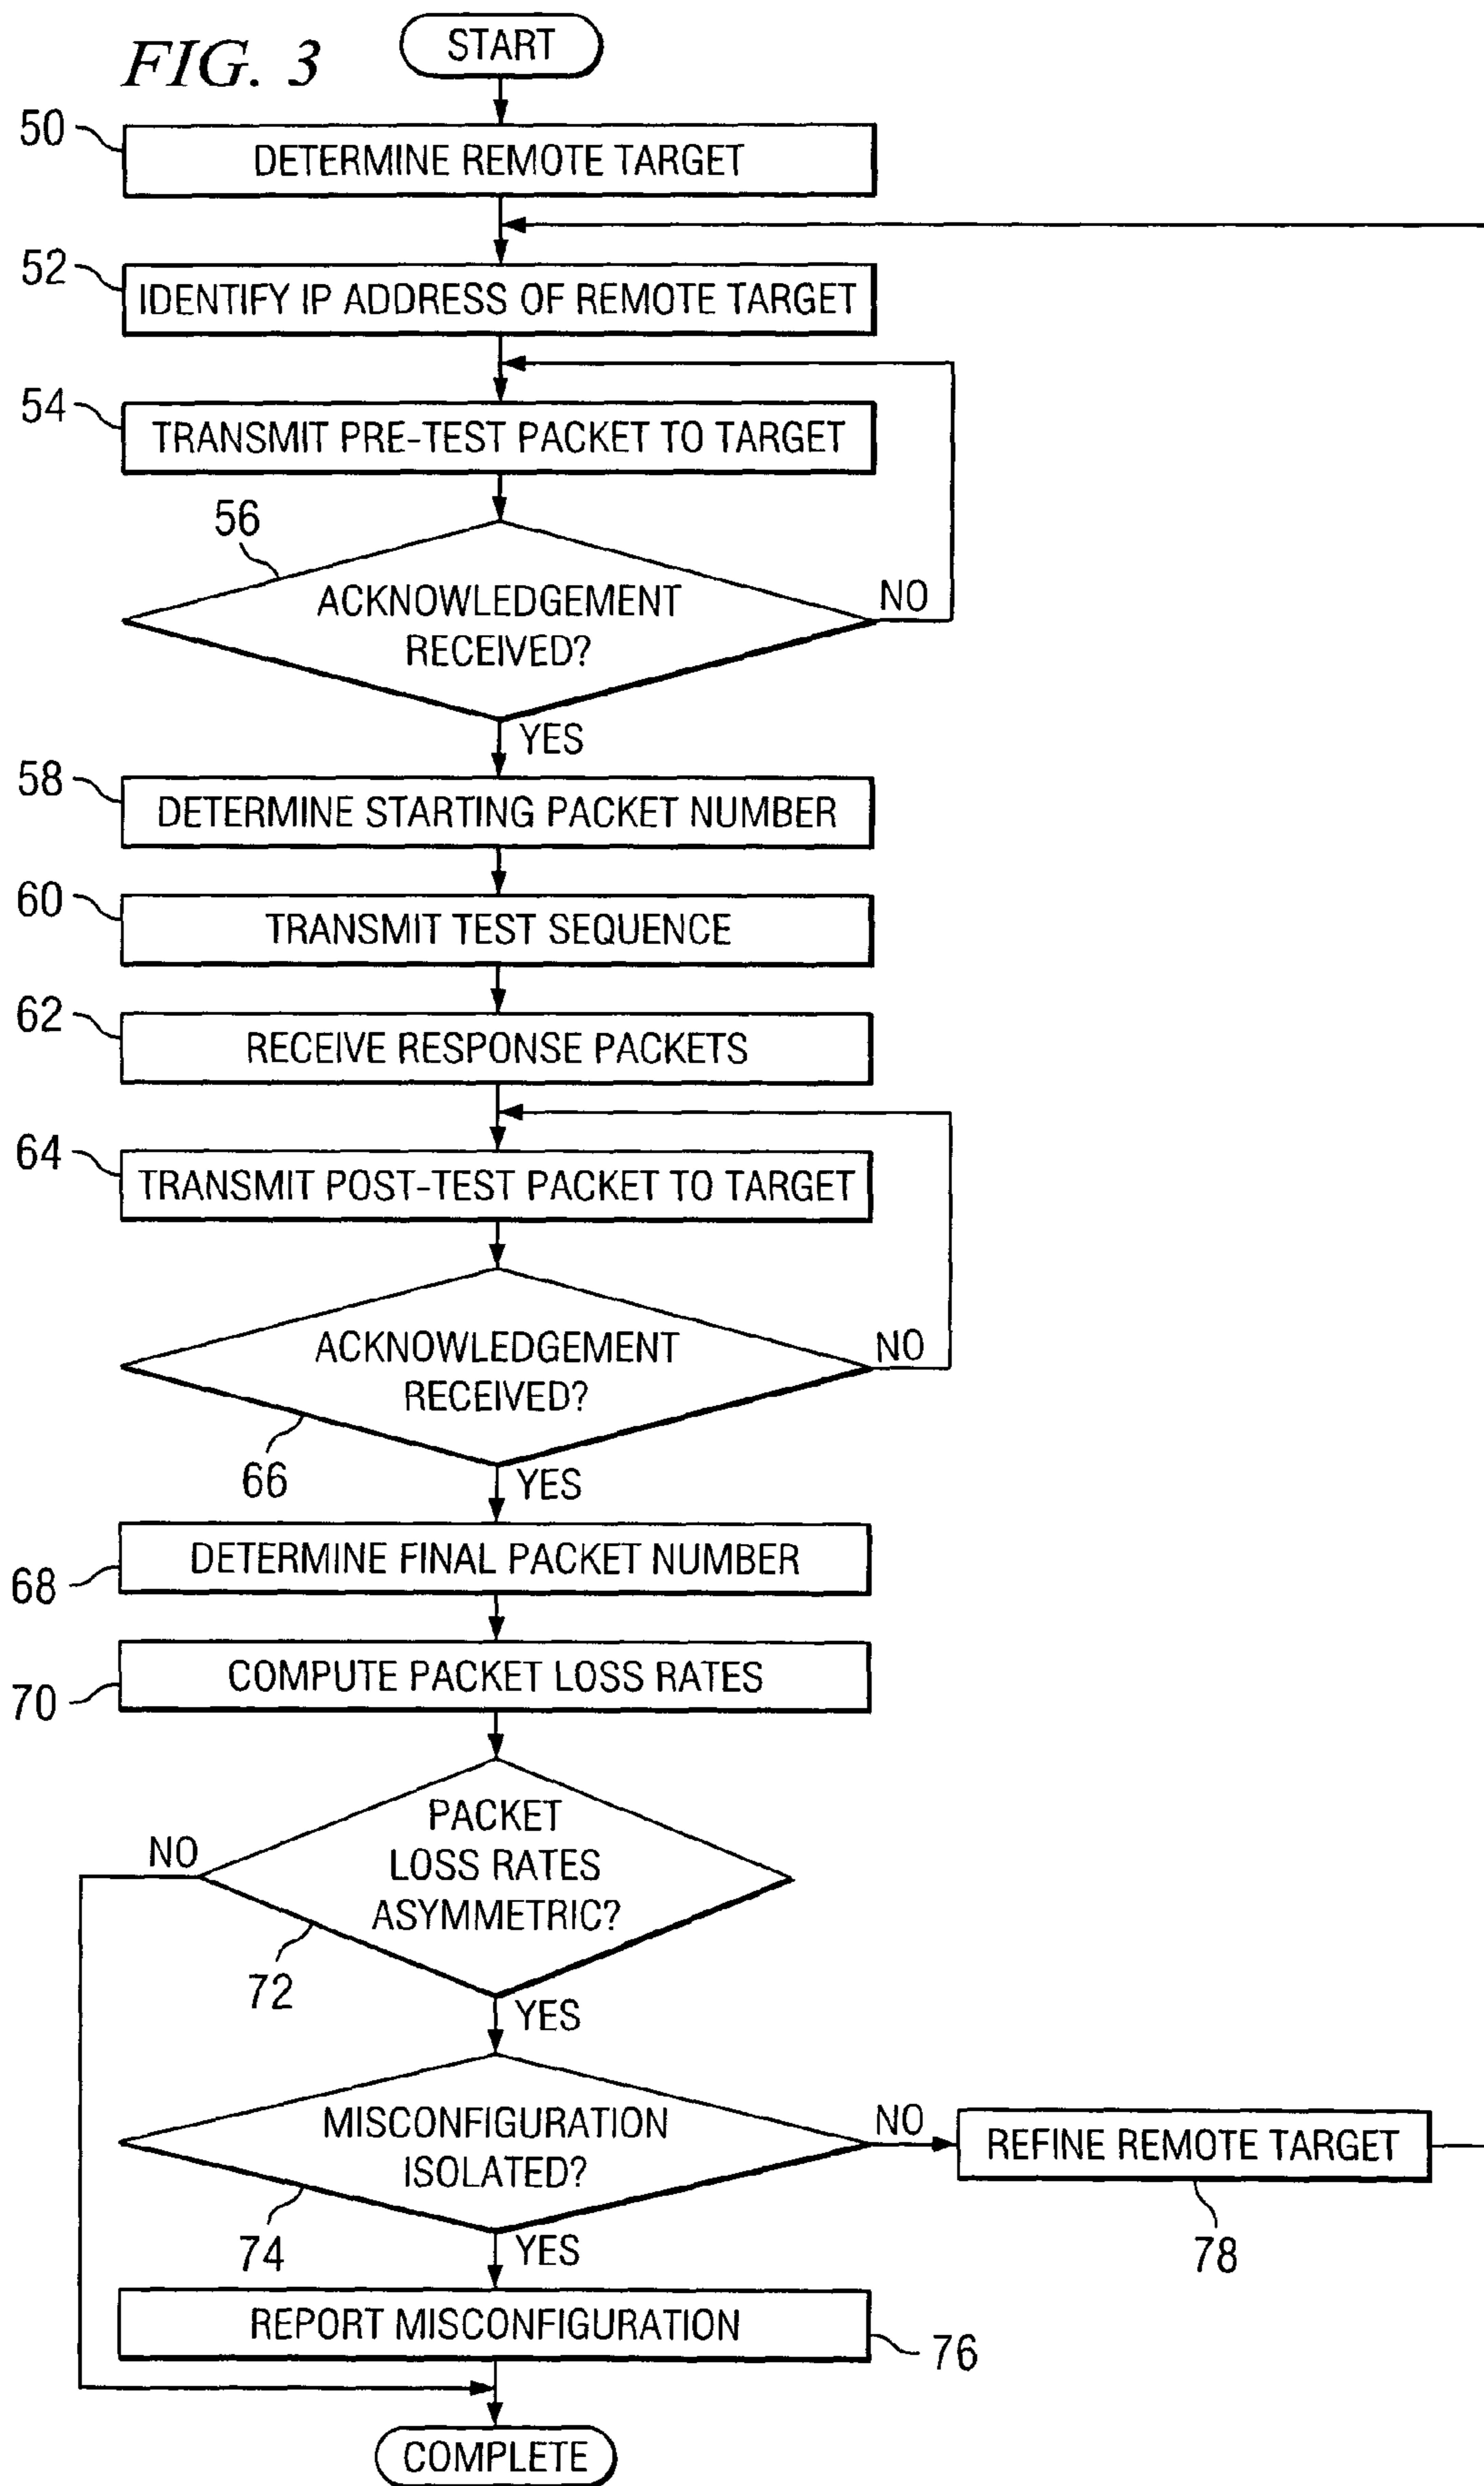 FIG. 3
START
50
DETERMINE REMOTE TARGET
52
IDENTIFY IP ADDRESS OF REMOTE TARGET
54
TRANSMIT PRE-TEST PACKET TO TARGET
56
ACKNOWLEDGEMENT
RECEIVED?
NO
YES
58
DETERMINE STARTING PACKET NUMBER
60
TRANSMIT TEST SEQUENCE
62
RECEIVE RESPONSE PACKETS
64
TRANSMIT POST-TEST PACKET TO TARGET
ACKNOWLEDGEMENT
RECEIVED?
NO
66
YES
DETERMINE FINAL PACKET NUMBER
68
COMPUTE PACKET LOSS RATES
70
PACKET
LOSS RATES
ASYMMETRIC?
NO
72
YES
MISCONFIGURATION
ISOLATED?
NO
REFINE REMOTE TARGET
74
YES
78
REPORT MISCONFIGURATION
76
COMPLETE